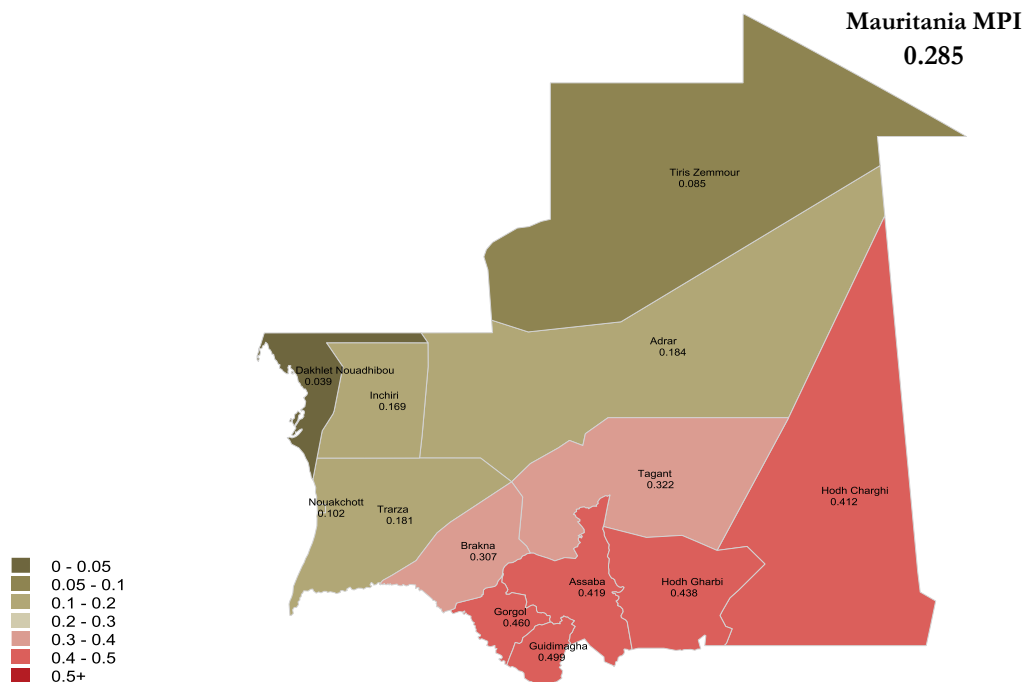 Mauritania MPI
0.285
Tiris Zemmour
0.085
Adrar
0.184
Dakhlet Nouadhibou
0.039
Inchiri
0.169
Tagant
0.322
Hodh Charghi
0.412
Nouakchott
0.102
Trarza
0.181
Brakna
0.307
Assaba
0.419
Hodh Gharbi
0.438
Gorgol
0.460
Guidimagha
0.499
0 - 0.05
0.05 - 0.1
0.1 - 0.2
0.2 - 0.3
0.3 - 0.4
0.4 - 0.5
0.5+